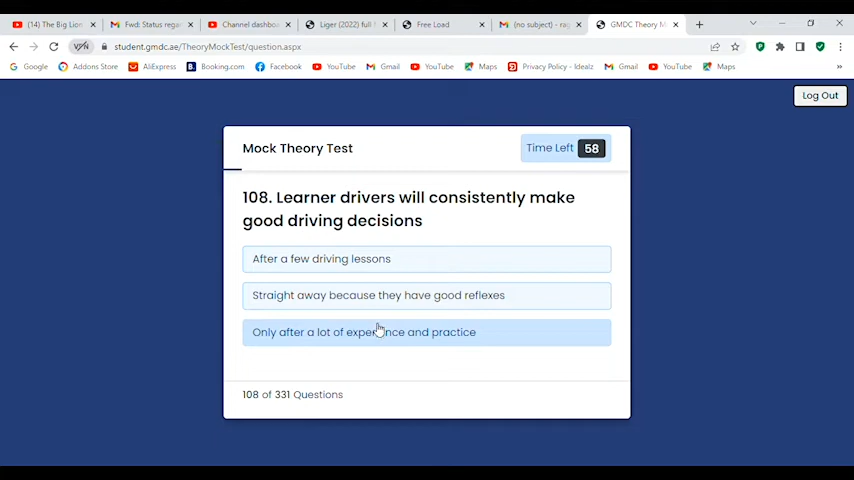 (14) The Big Lion
Fwd: Status regar
Channel dashboa
Liger (2022) full
Free Load
(no subject) - rag
GMDC Theory M
VPN
student.gmdc.ae/TheoryMockTest/question.aspx
Google
Addons Store
AliExpress
Booking.com
Facebook
YouTube
Gmail
YouTube
Maps
Privacy Policy - Idealz
Gmail
YouTube
Maps
»
Log Out
Mock Theory Test
Time Left 58
108. Learner drivers will consistently make
good driving decisions
After a few driving lessons
Straight away because they have good reflexes
Only after a lot of experience and practice
108 of 331 Questions